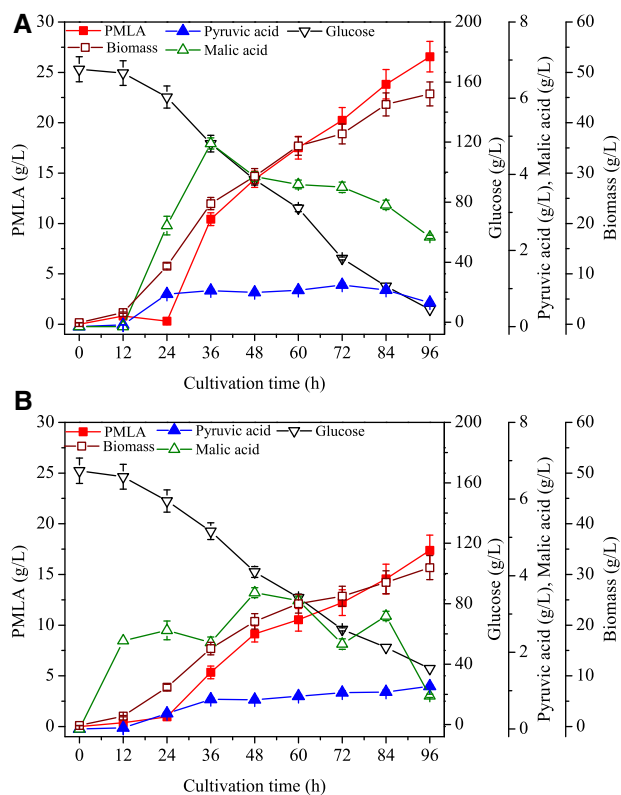 A
PMLA
Pyruvic acid
Glucose
Biomass
Malic acid
PMLA (g/L)
30
25
20
15
10
5
0
200
160
120
80
40
0
Glucose (g/L)
8
6
4
2
0
Pyruvic acid (g/L), Malic acid (g/L)
60
50
40
30
20
10
0
Biomass (g/L)
0 12 24 36 48 60 72 84 96
Cultivation time (h)
B
PMLA
Pyruvic acid
Glucose
Biomass
Malic acid
PMLA (g/L)
30
25
20
15
10
5
0
200
160
120
80
40
0
Glucose (g/L)
8
6
4
2
0
Pyruvic acid (g/L), Malic acid (g/L)
60
50
40
30
20
10
0
Biomass (g/L)
0 12 24 36 48 60 72 84 96
Cultivation time (h)